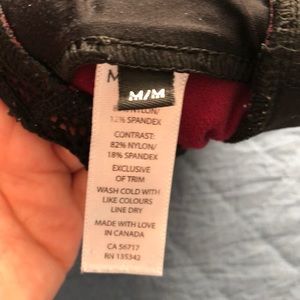 M/M
M
NYLON/
12% SPANDEX
CONTRAST:
82% NYLON/
18% SPANDEX
EXCLUSIVE
OF TRIM
WASH COLD WITH
LIKE COLOURS
LINE DRY
MADE WITH LOVE
IN CANADA
CA 56717
RN 135342